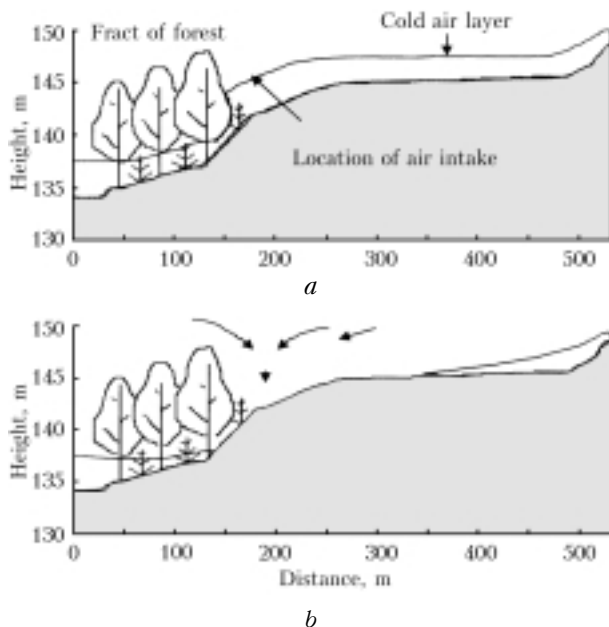 Cold air layer
Fract of forest
Location of air intake
Height, m
150
145
140
135
130
0 100 200 300 400 500
a
Height, m
150
145
140
135
130
0 100 200 300 400 500
Distance, m
b